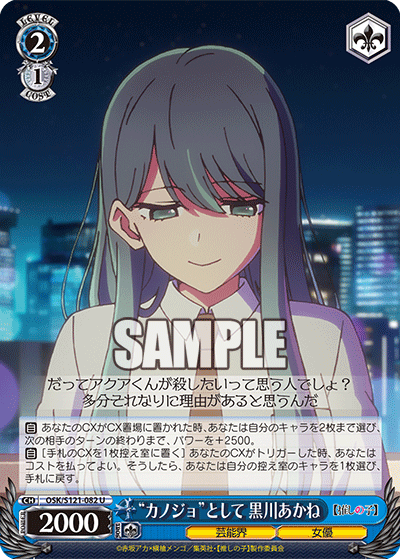 LEVEL
2
1
COST
SAMPLE
だってアクアくんが殺したいって思う人でしょ？
多分それなりに理由があると思うんだ
自 あなたのCXがCX置場に置かれた時、あなたは自分のキャラを2枚まで選び、
次の相手のターンの終わりまで、パワーを+2500。
自 ［手札のCXを1枚控え室に置く］ あなたのCXがトリガーした時、あなたは
コストを払ってよい。そうしたら、あなたは自分の控え室のキャラを1枚選び、
手札に戻す。
CH OSK/S121-082 U
2000
“カノジョ”として 黒川あかね
【推しの子】
芸能界
女優
©赤坂アカ×横槍メンゴ／集英社・【推しの子】製作委員会